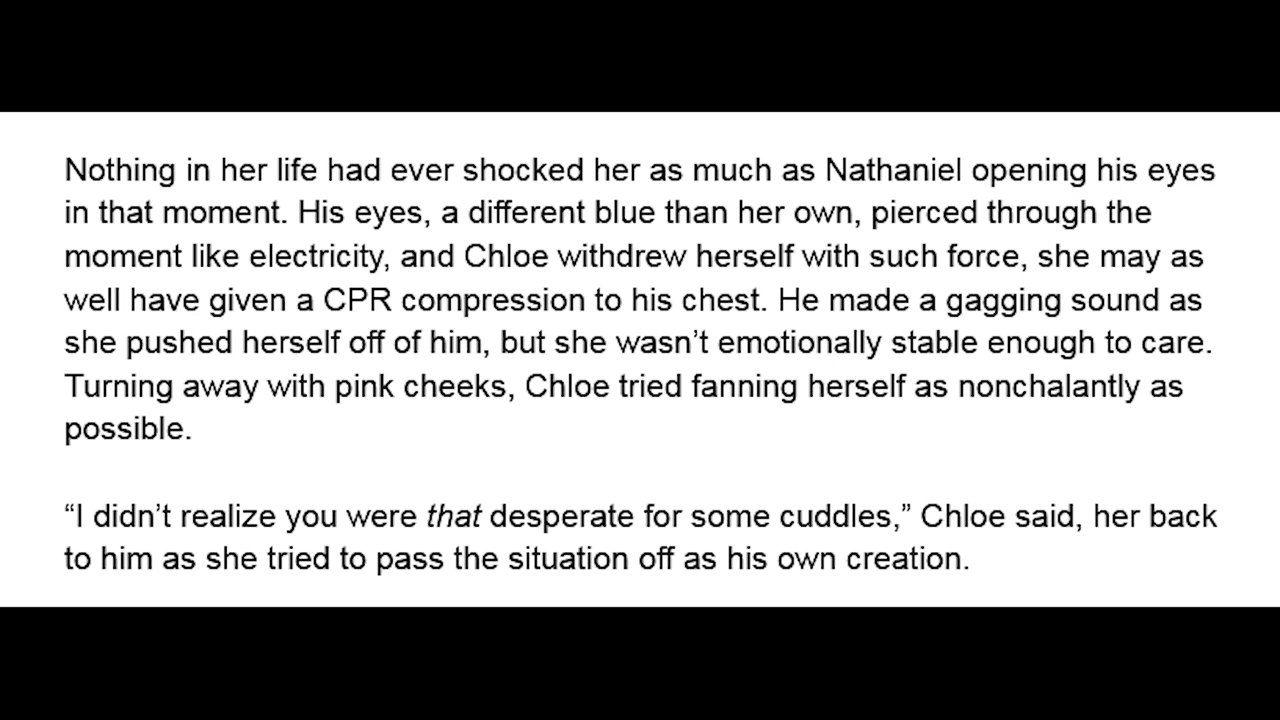 Nothing in her life had ever shocked her as much as Nathaniel opening his eyes
in that moment. His eyes, a different blue than her own, pierced through the
moment like electricity, and Chloe withdrew herself with such force, she may as
well have given a CPR compression to his chest. He made a gagging sound as
she pushed herself off of him, but she wasn’t emotionally stable enough to care.
Turning away with pink cheeks, Chloe tried fanning herself as nonchalantly as
possible.
“I didn’t realize you were that desperate for some cuddles,” Chloe said, her back
to him as she tried to pass the situation off as his own creation.